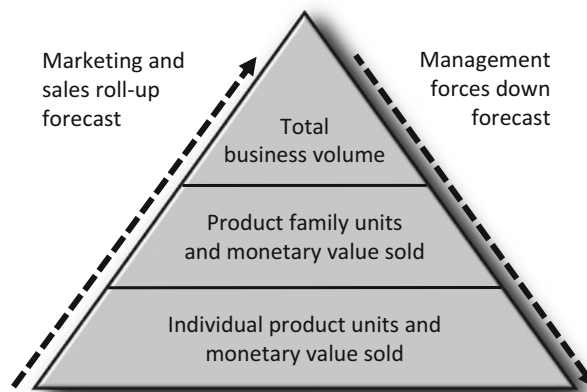 Marketing and
sales roll-up
forecast
Management
forces down
forecast
Total
business volume
Product family units
and monetary value sold
Individual product units and
monetary value sold